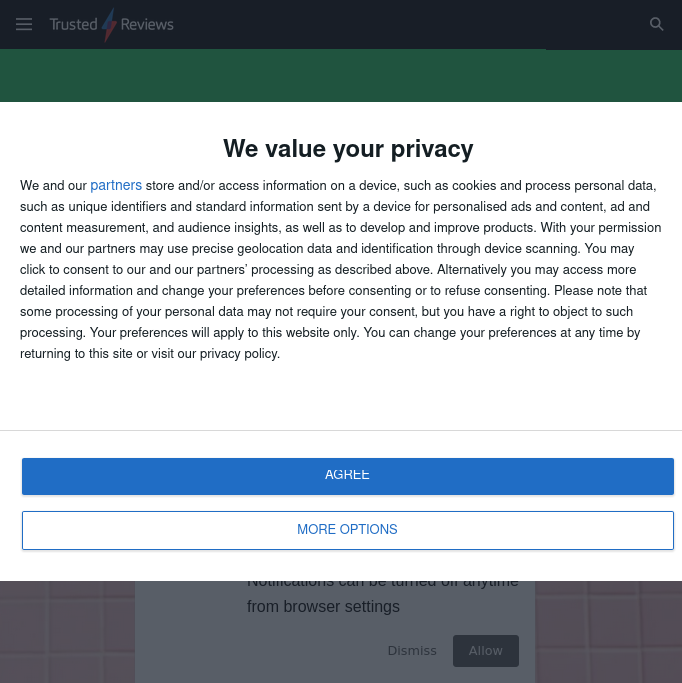 Trusted Reviews
We value your privacy
We and our partners store and/or access information on a device, such as cookies and process personal data,
such as unique identifiers and standard information sent by a device for personalised ads and content, ad and
content measurement, and audience insights, as well as to develop and improve products. With your permission
we and our partners may use precise geolocation data and identification through device scanning. You may
click to consent to our and our partners’ processing as described above. Alternatively you may access more
detailed information and change your preferences before consenting or to refuse consenting. Please note that
some processing of your personal data may not require your consent, but you have a right to object to such
processing. Your preferences will apply to this website only. You can change your preferences at any time by
returning to this site or visit our privacy policy.
AGREE
MORE OPTIONS
Notifications can be turned off anytime
from browser settings
Dismiss Allow